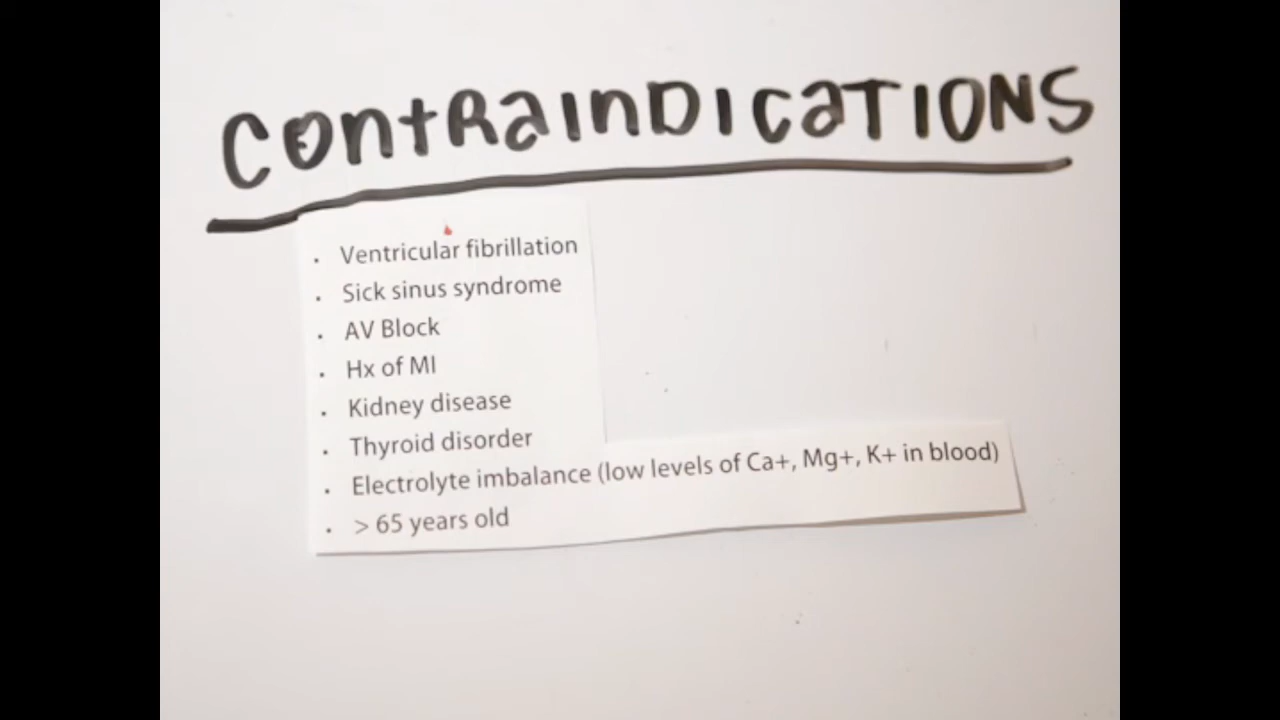 CONTRAINDICATIONS
. Ventricular fibrillation
. Sick sinus syndrome
. AV Block
. Hx of MI
. Kidney disease
. Thyroid disorder
. Electrolyte imbalance (low levels of Ca+, Mg+, K+ in blood)
. > 65 years old